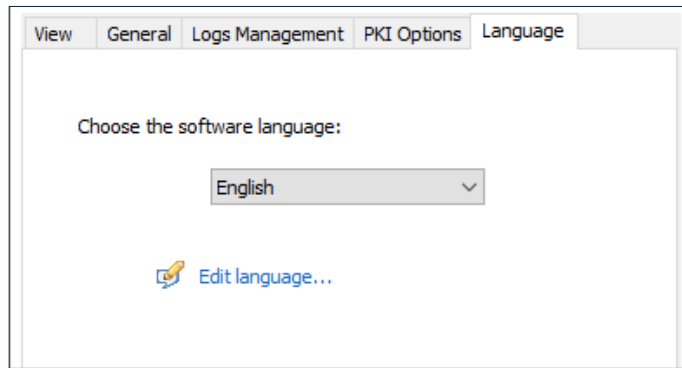 View General Logs Management PKI Options Language
Choose the software language:
English
Edit language...